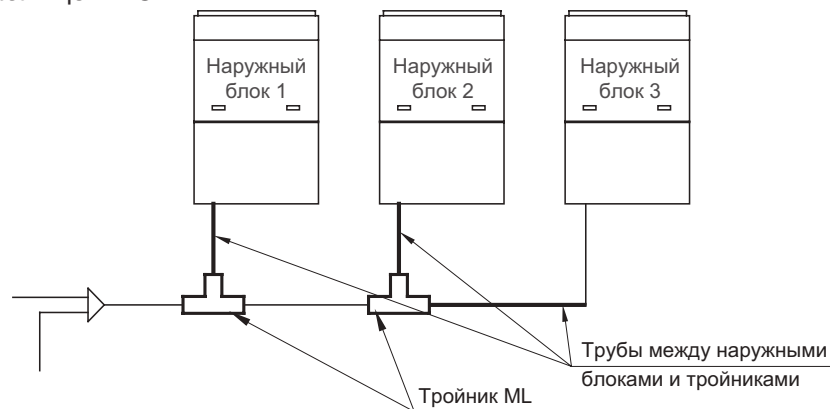 Наружный
блок 1
Наружный
блок 2
Наружный
блок 3
Трубы между наружными
блоками и тройниками
Тройник ML